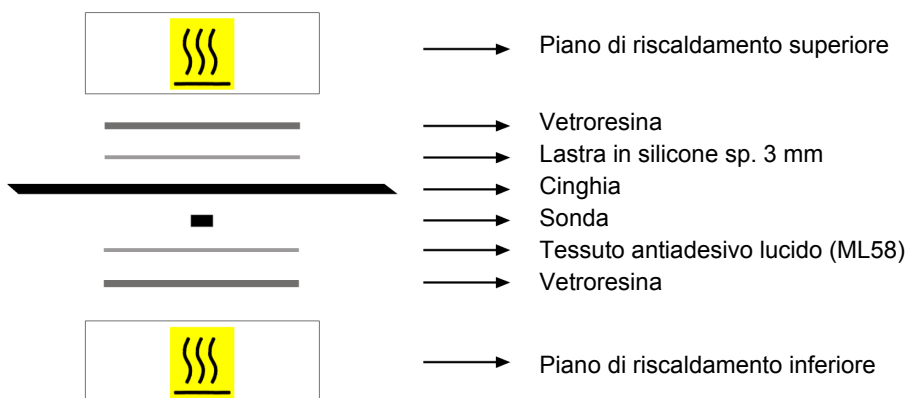 Piano di riscaldamento superiore
Vetroresina
Lastra in silicone sp. 3 mm
Cinghia
Sonda
Tessuto antiadesivo lucido (ML58)
Vetroresina
Piano di riscaldamento inferiore